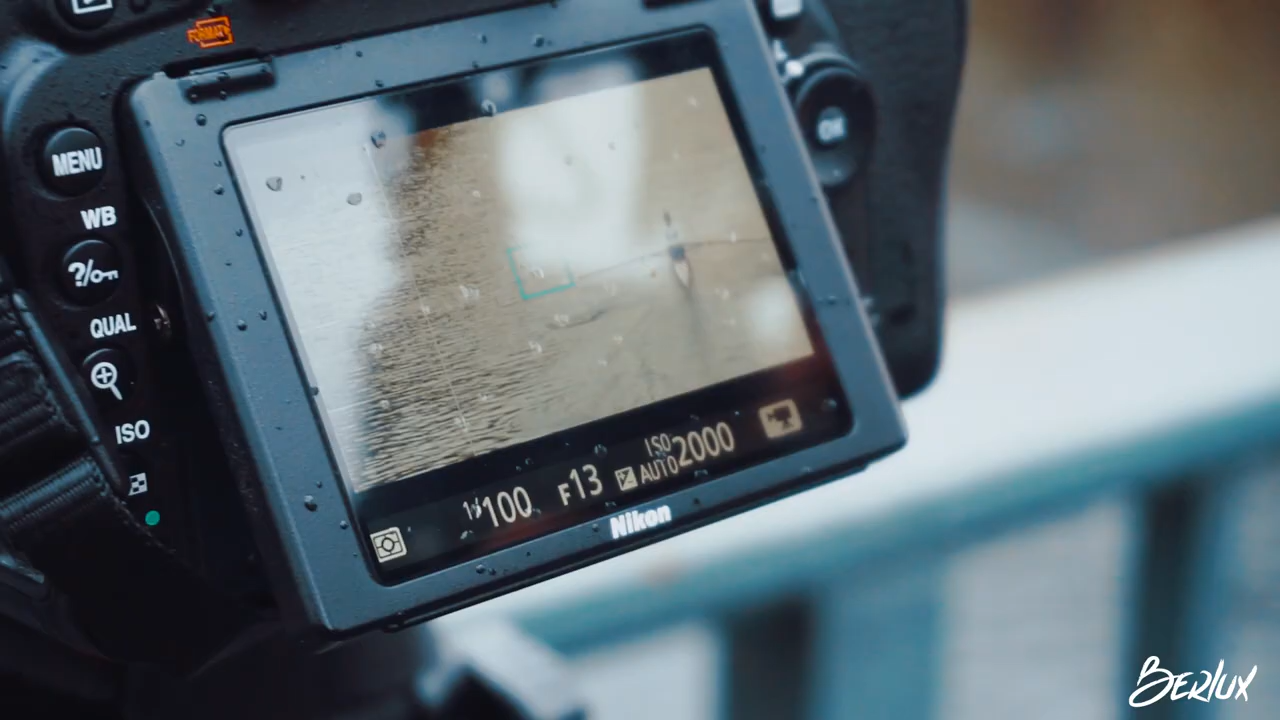 FORMAT
MENU
WB
?/
QUAL
ISO
OK
1/100 F13 ISO AUTO 2000
Nikon
BERLUX